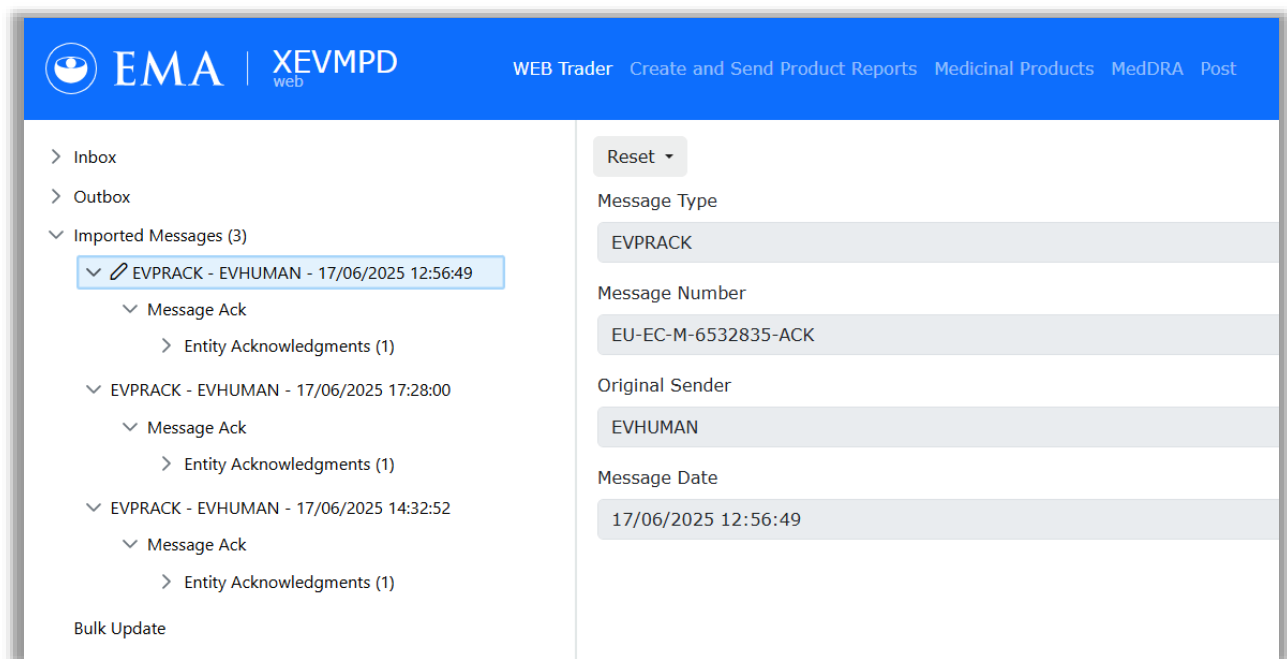 EMA | XEVMPD
web
WEB Trader Create and Send Product Reports Medicinal Products MedDRA Post
Inbox
Outbox
Imported Messages (3)
EVPRACK - EVHUMAN - 17/06/2025 12:56:49
Message Ack
Entity Acknowledgments (1)
EVPRACK - EVHUMAN - 17/06/2025 17:28:00
Message Ack
Entity Acknowledgments (1)
EVPRACK - EVHUMAN - 17/06/2025 14:32:52
Message Ack
Entity Acknowledgments (1)
Bulk Update
Reset
Message Type
EVPRACK
Message Number
EU-EC-M-6532835-ACK
Original Sender
EVHUMAN
Message Date
17/06/2025 12:56:49